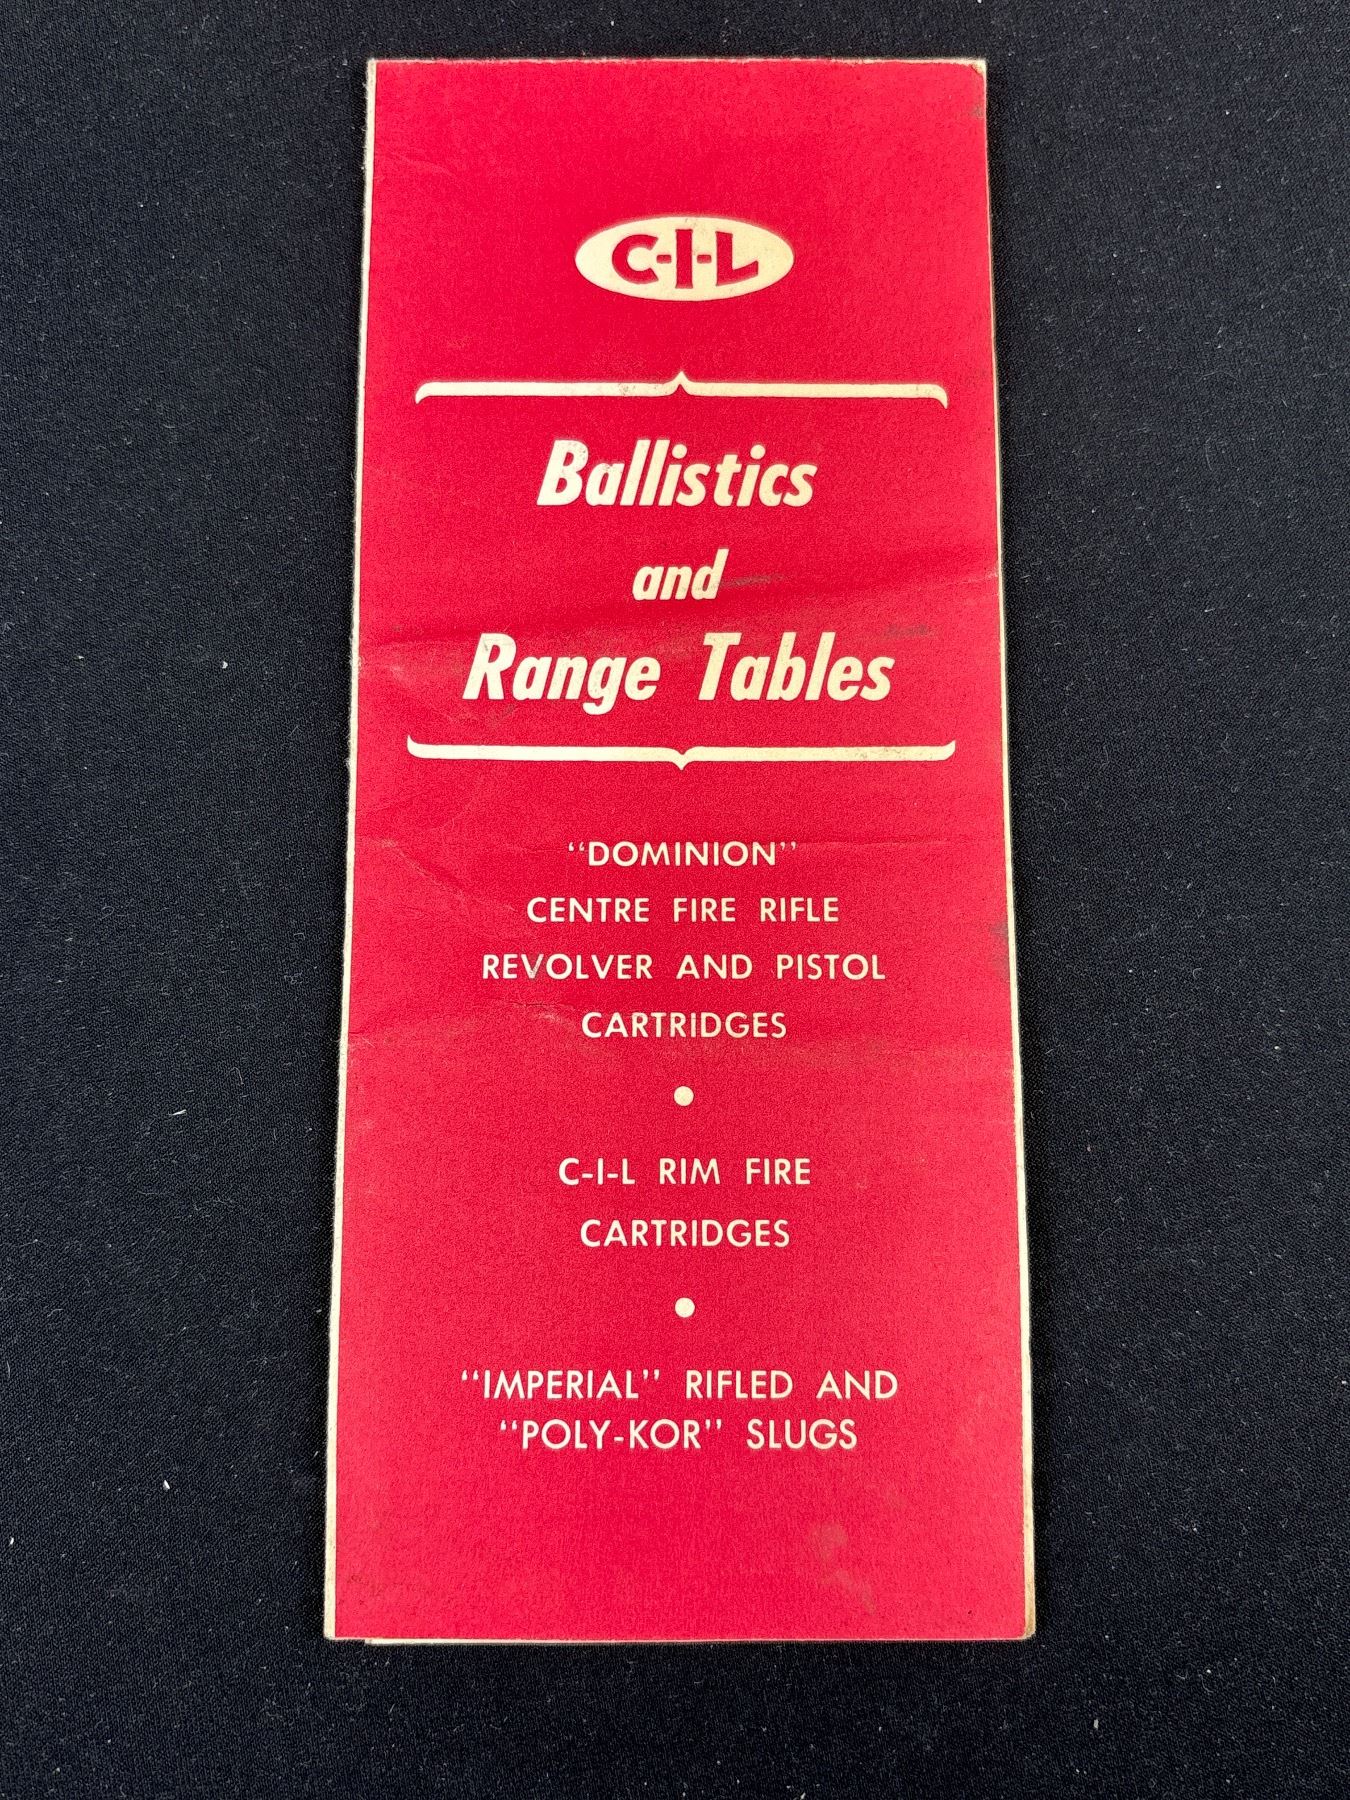 C-I-L
Ballistics
and
Range Tables
"DOMINION"
CENTRE FIRE RIFLE
REVOLVER AND PISTOL
CARTRIDGES
C-I-L RIM FIRE
CARTRIDGES
"IMPERIAL" RIFLED AND
"POLY-KOR" SLUGS